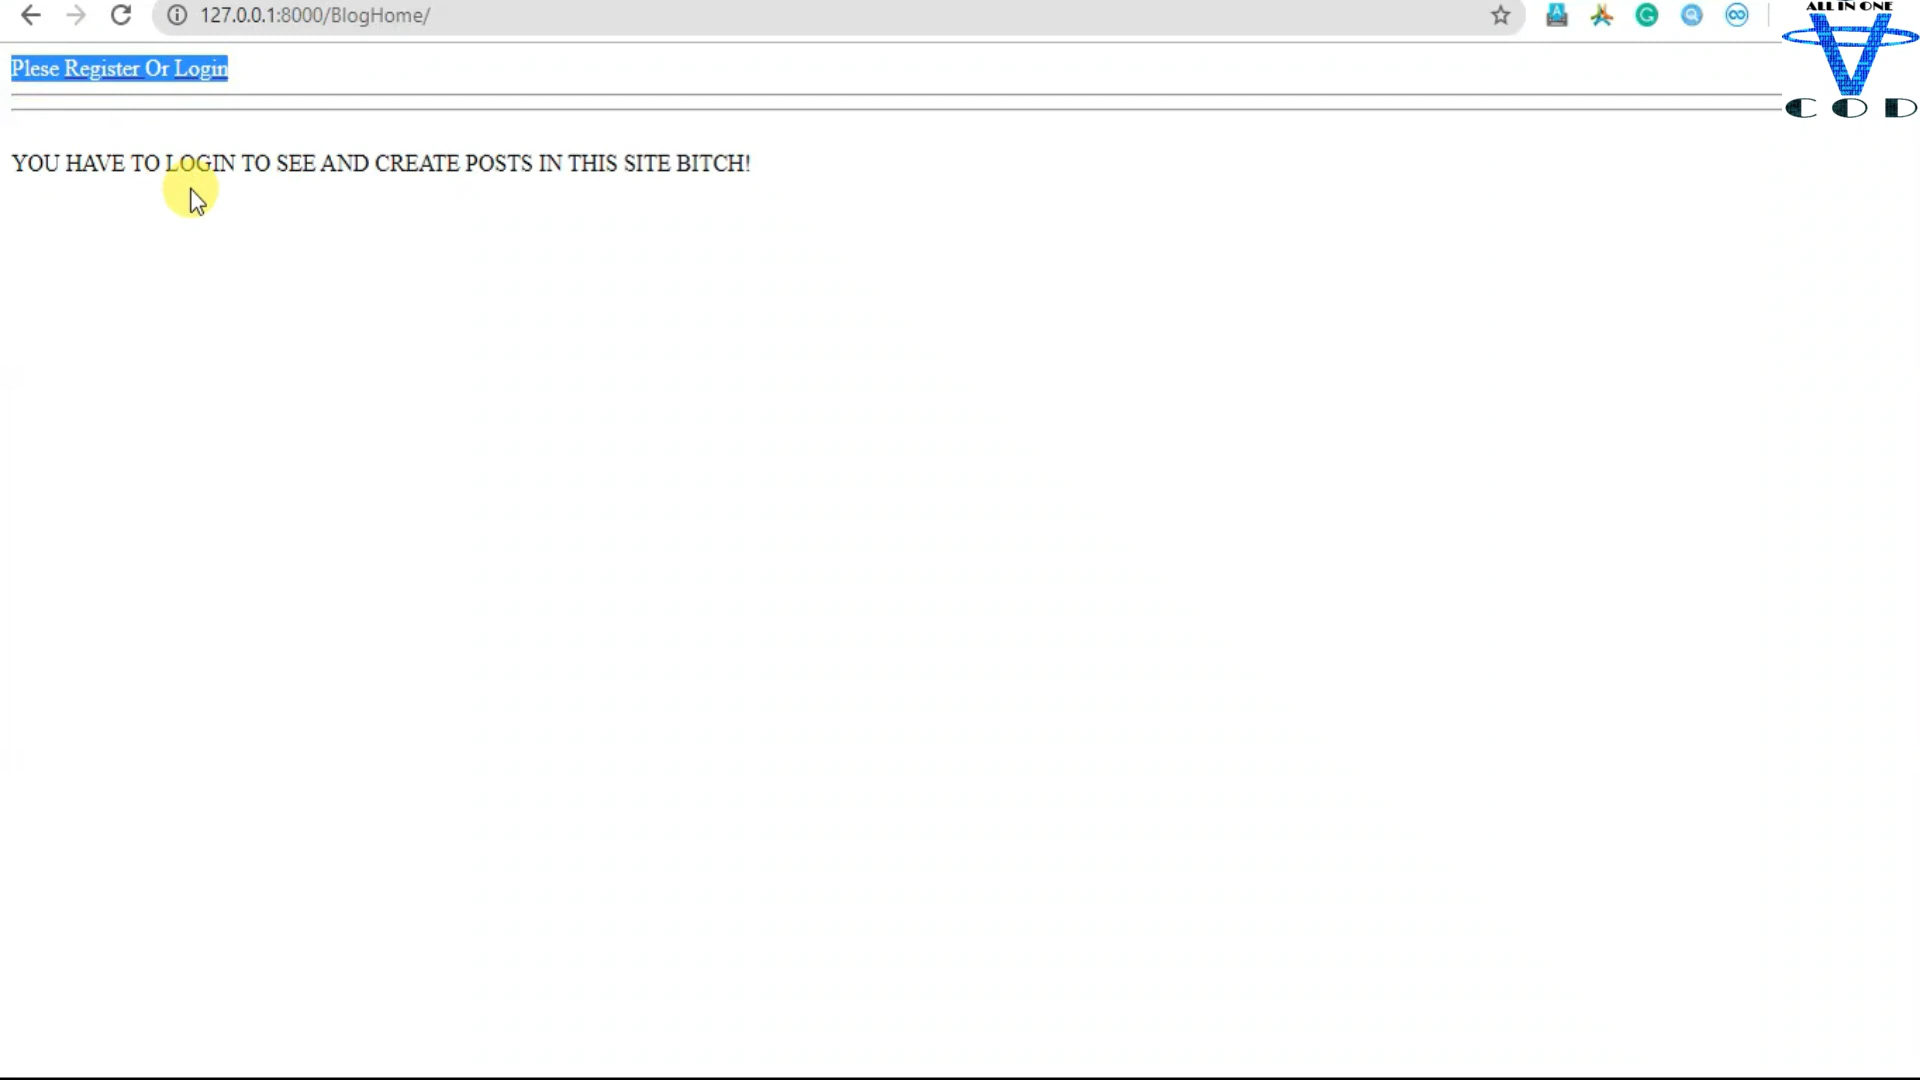 127.0.0.1:8000/BlogHome/
ALL IN ONE
Plese Register Or Login
C O D
YOU HAVE TO LOGIN TO SEE AND CREATE POSTS IN THIS SITE BITCH!